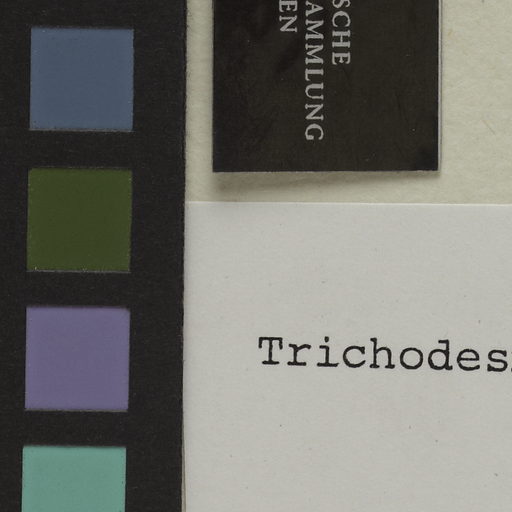 SCHE
AMMLUNG
EN
Trichodes